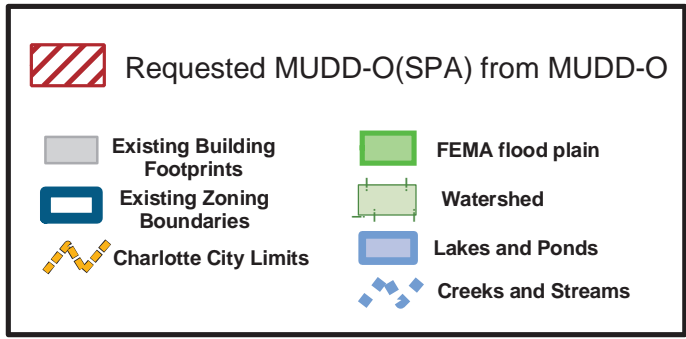 Requested MUDD-O(SPA) from MUDD-O
Existing Building
Footprints
Existing Zoning
Boundaries
Charlotte City Limits
FEMA flood plain
Watershed
Lakes and Ponds
Creeks and Streams